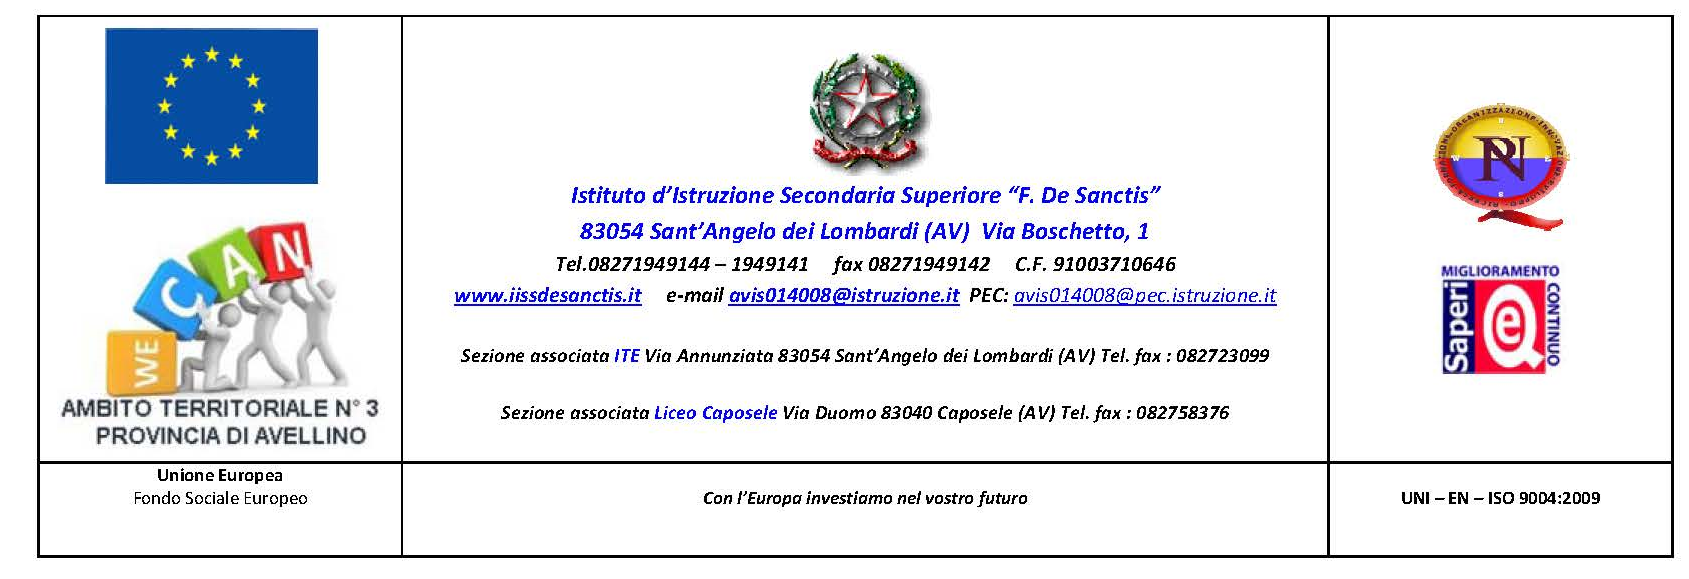 WE CAN
AMBITO TERRITORIALE N° 3
PROVINCIA DI AVELLINO
Istituto d’Istruzione Secondaria Superiore “F. De Sanctis”
83054 Sant’Angelo dei Lombardi (AV) Via Boschetto, 1
Tel.08271949144 – 1949141 fax 08271949142 C.F. 91003710646
www.iissdesanctis.it e-mail avis014008@istruzione.it PEC: avis014008@pec.istruzione.it
Sezione associata ITE Via Annunziata 83054 Sant’Angelo dei Lombardi (AV) Tel. fax : 082723099
Sezione associata Liceo Caposele Via Duomo 83040 Caposele (AV) Tel. fax : 082758376
MIGLIORAMENTO
CONTINUO
Saperi
Unione Europea
Fondo Sociale Europeo
Con l’Europa investiamo nel vostro futuro
UNI – EN – ISO 9004:2009